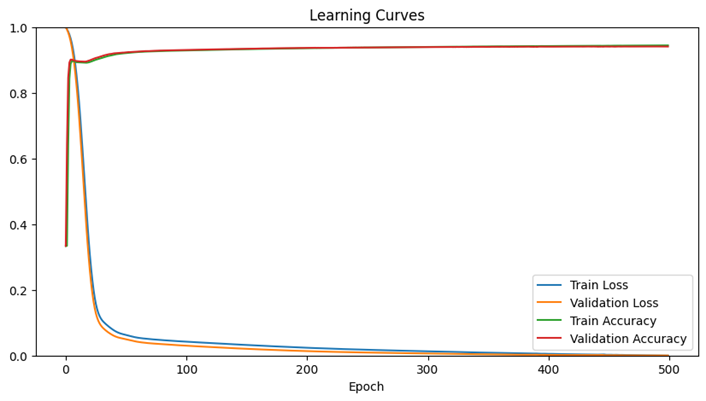 Learning Curves
1.0
0.8
0.6
0.4
0.2
0.0
Train Loss
Validation Loss
Train Accuracy
Validation Accuracy
0 100 200 300 400 500
Epoch